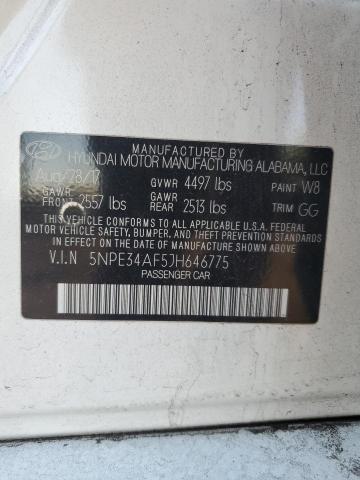 MANUFACTURED BY
HYUNDAI MOTOR MANUFACTURING ALABAMA, LLC
Aug/28/17 GVWR 4497 lbs PAINT W8
GAWR FRONT 2557 lbs GAWR REAR 2513 lbs TRIM GG
THIS VEHICLE CONFORMS TO ALL APPLICABLE U.S.A. FEDERAL
MOTOR VEHICLE SAFETY, BUMPER, AND THEFT PREVENTION
STANDARDS IN EFFECT ON THE DATE OF MANUFACTURE SHOWN ABOVE.
V.I.N 5NPE34AF5JH646775
PASSENGER CAR